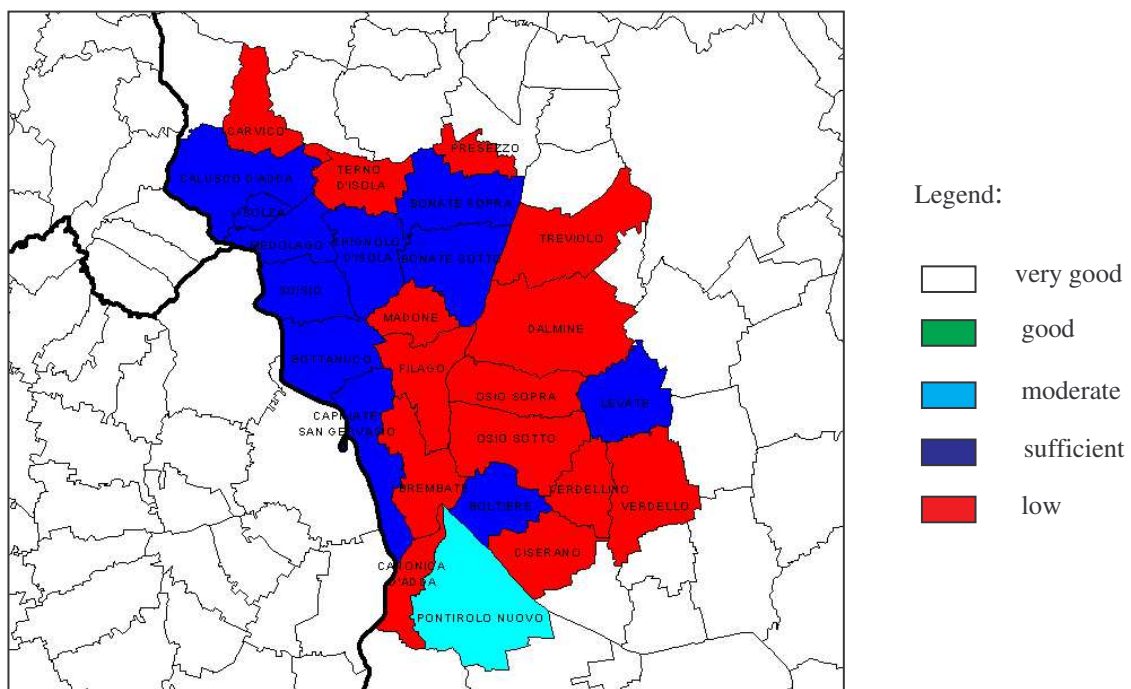 CARVICO
PRESEZZO
TERNO
D'ISOLA
CALUSCO D'ADDA
SOLZA
BONATE SOPRA
MEDOLAGO
D'ISOLA
BONATE SOTTO
TREVIOLO
SUISIO
MADONE
DALMINE
BOTTANUCO
FILAGO
OSIO SOPRA
LEVATE
CAPRIATE
SAN GERVASIO
OSIO SOTTO
BREMBATE
BOLTIERE
VERDELLO
CISERANO
CANONICA
D'ADDA
PONTIROLO NUOVO
Legend:
very good
good
moderate
sufficient
low